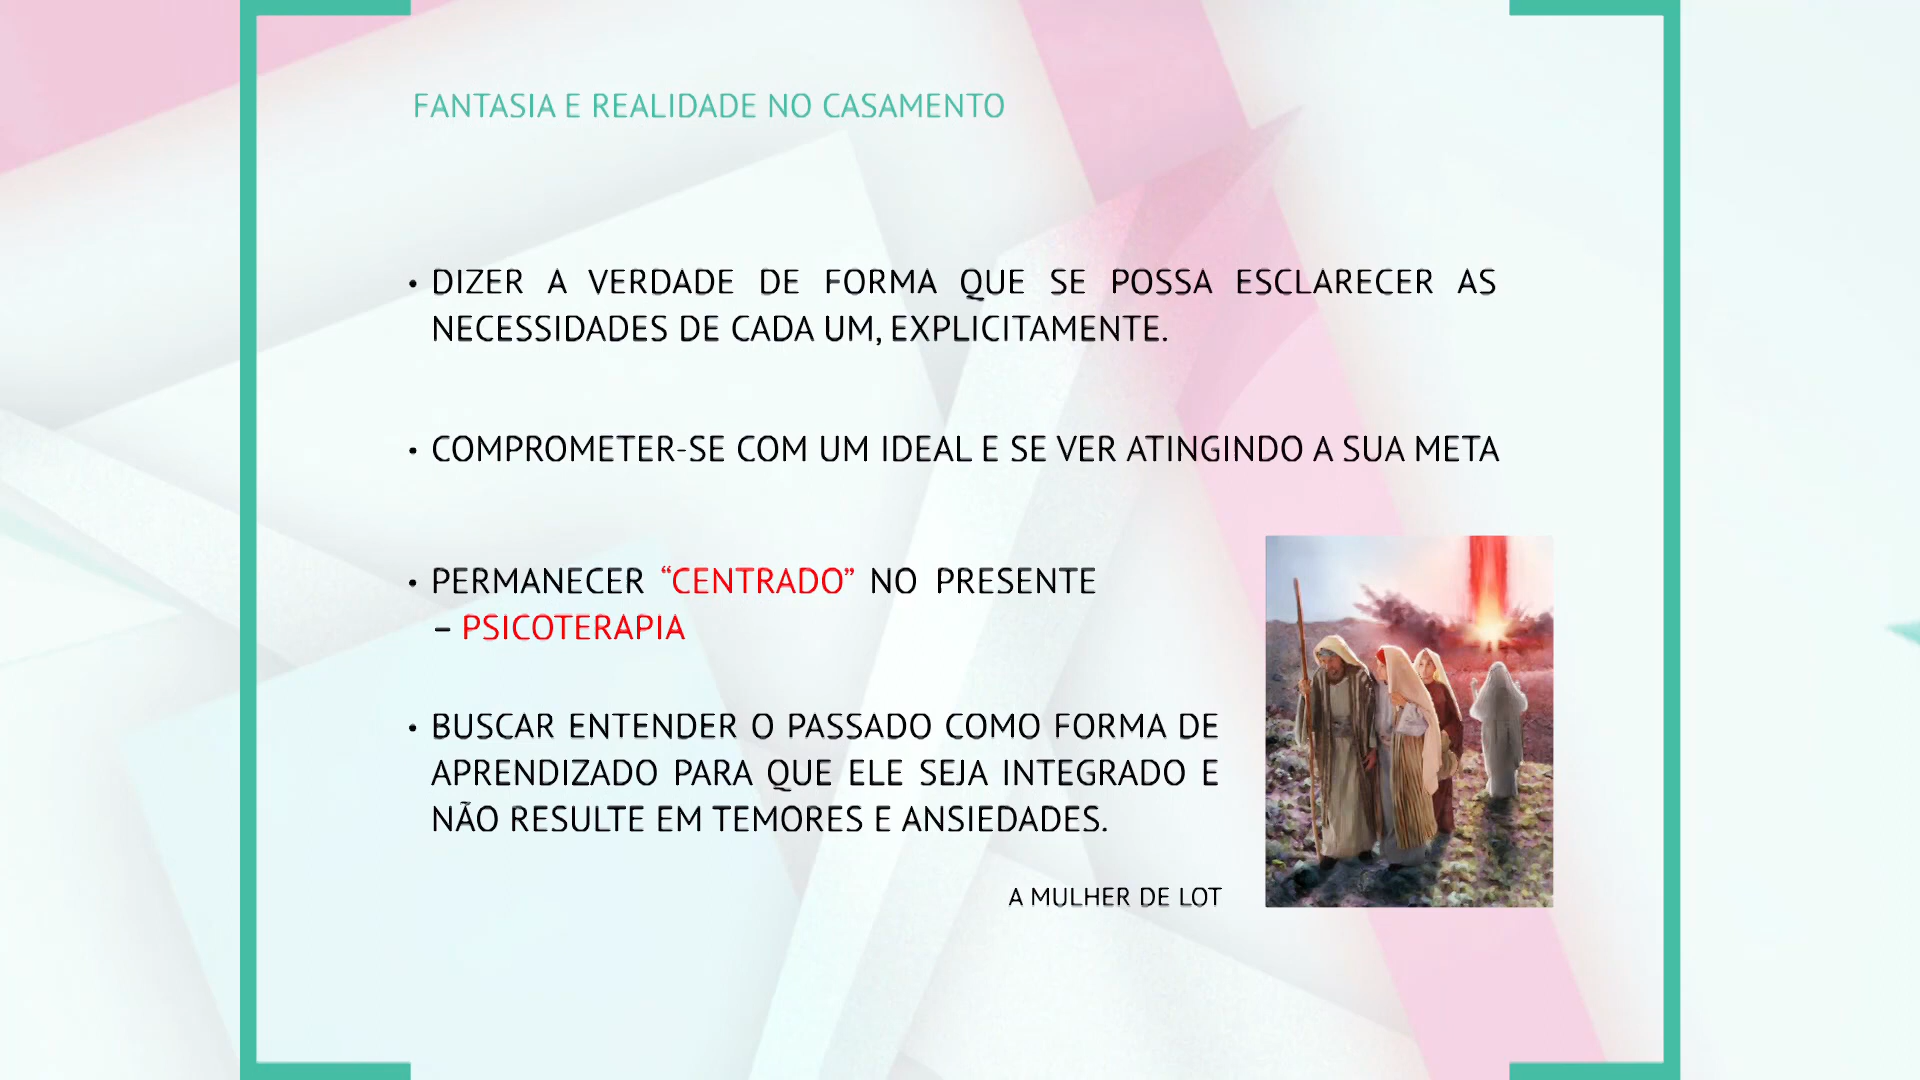 FANTASIA E REALIDADE NO CASAMENTO
• DIZER A VERDADE DE FORMA QUE SE POSSA ESCLARECER AS
NECESSIDADES DE CADA UM, EXPLICITAMENTE.
• COMPROMETER-SE COM UM IDEAL E SE VER ATINGINDO A SUA META
• PERMANECER “CENTRADO” NO PRESENTE
– PSICOTERAPIA
• BUSCAR ENTENDER O PASSADO COMO FORMA DE
APRENDIZADO PARA QUE ELE SEJA INTEGRADO E
NÃO RESULTE EM TEMORES E ANSIEDADES.
A MULHER DE LOT